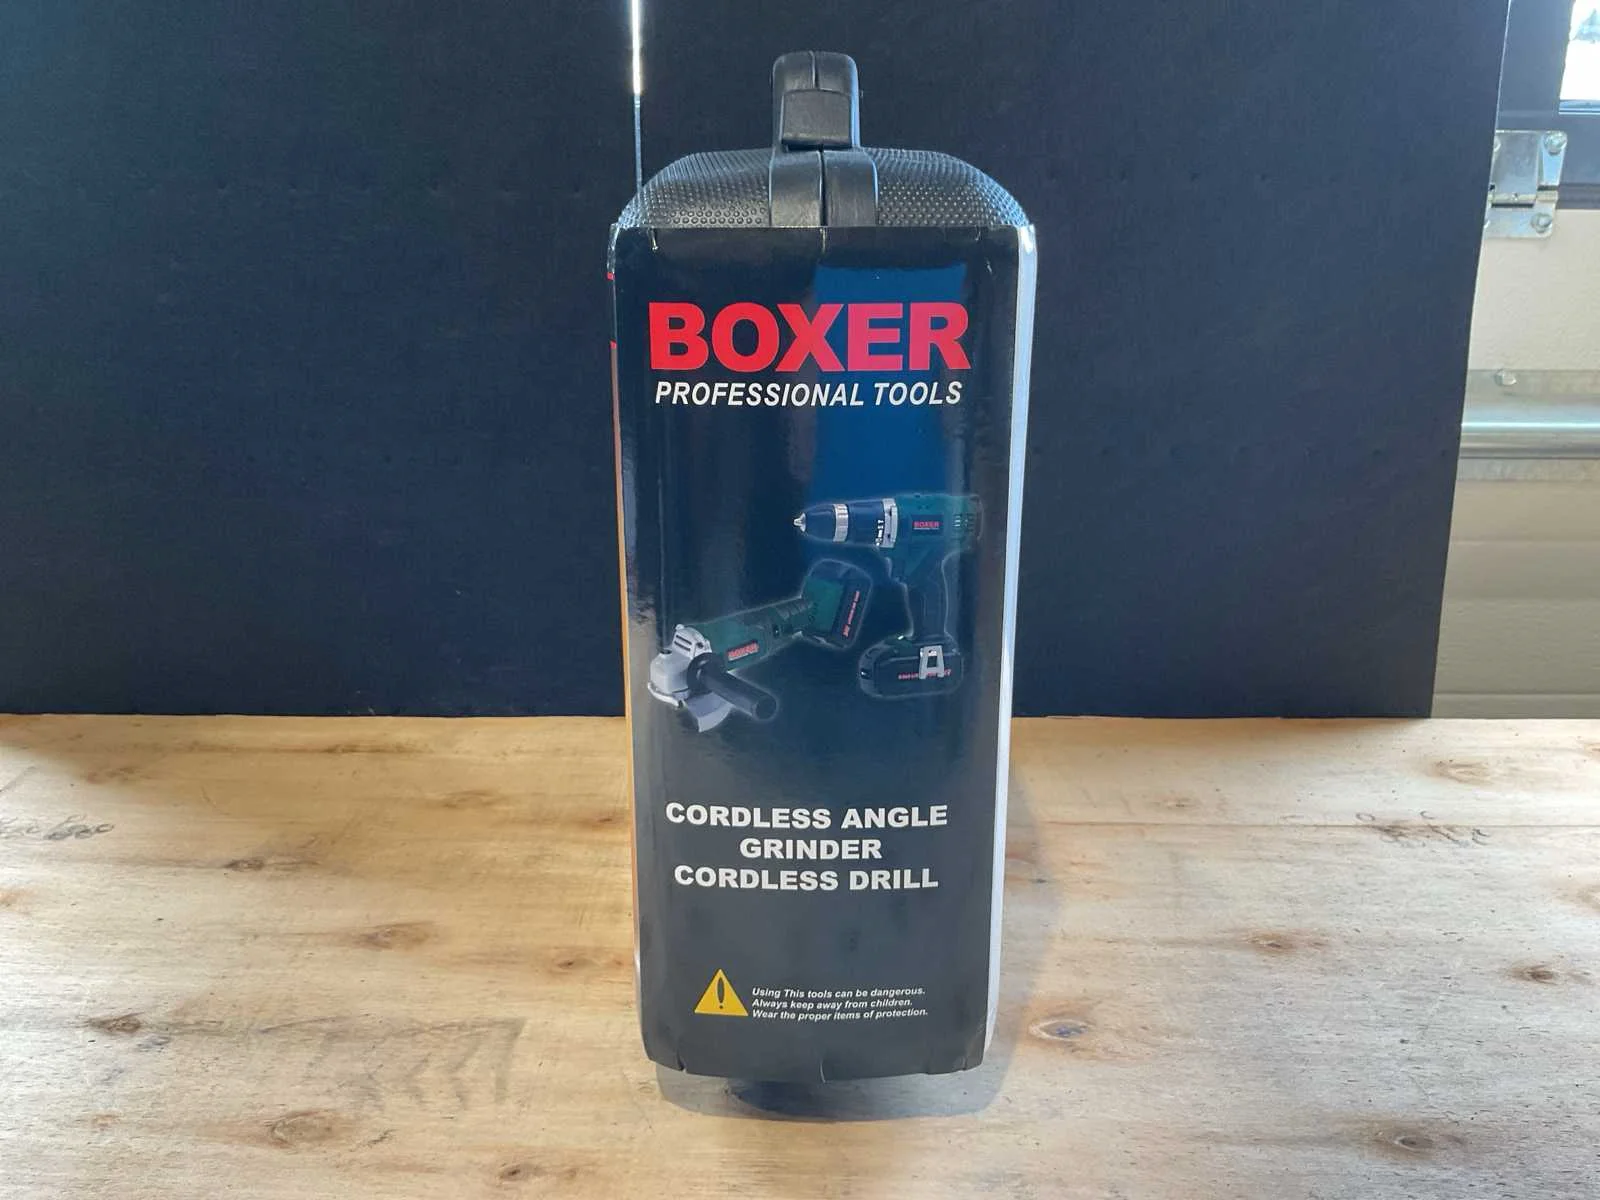 BOXER
PROFESSIONAL TOOLS
BOXER
BOXER
CORDLESS ANGLE
GRINDER
CORDLESS DRILL
Using This tools can be dangerous.
Always keep away from children.
Wear the proper items of protection.